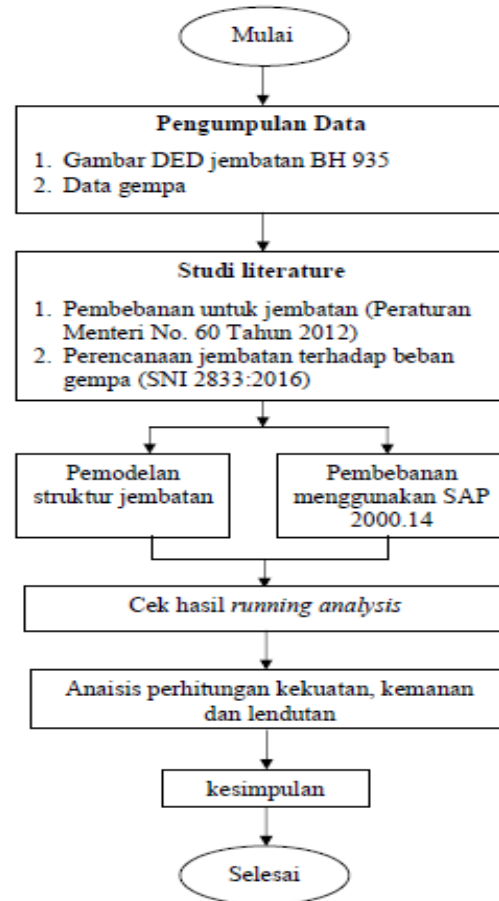 Mulai
Pengumpulan Data
1. Gambar DED jembatan BH 935
2. Data gempa
Studi literature
1. Pembebanan untuk jembatan (Peraturan
Menteri No. 60 Tahun 2012)
2. Perencanaan jembatan terhadap beban
gempa (SNI 2833:2016)
Pemodelan
struktur jembatan
Pembebanan
menggunakan SAP
2000.14
Cek hasil running analysis
Anaisis perhitungan kekuatan, kemanan
dan lendutan
kesimpulan
Selesai